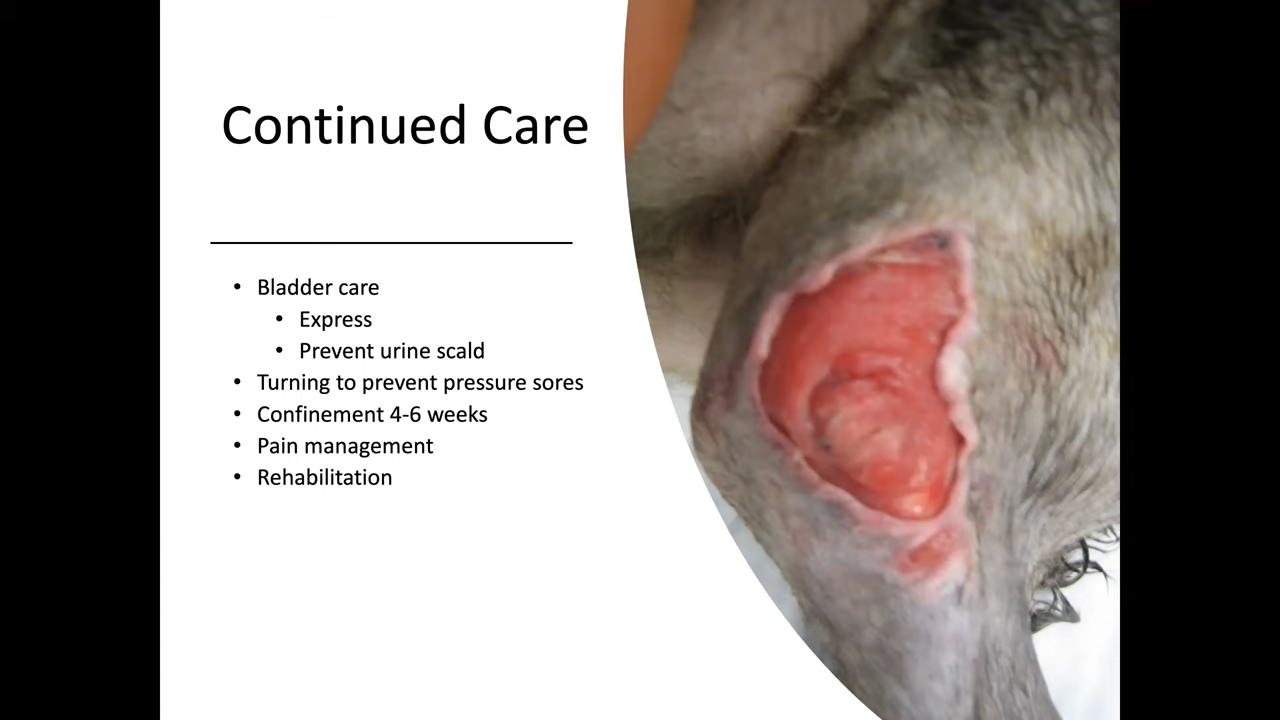 Continued Care
• Bladder care
• Express
• Prevent urine scald
• Turning to prevent pressure sores
• Confinement 4-6 weeks
• Pain management
• Rehabilitation